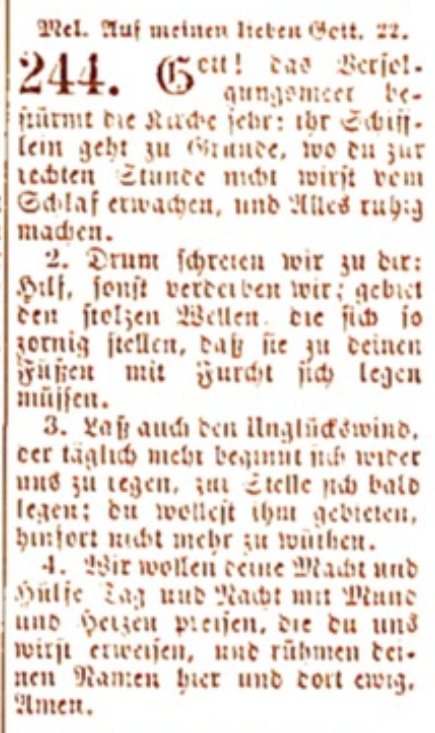 Mel. Auf meinen lieben Gott. 22.
244. Gott! das Verfol-
gungsmeer be-
stürmt die Kirche sehr: ihr Schiff-
lein geht zu Grunde, wo du zur
rechten Stunde nicht wirst vom
Schlaf erwachen, und Alles ruhig
machen.
2. Drum schreien wir zu dir:
Hilf, sonst verderben wir; gebiet
den stolzen Wellen, die sich so
zornig stellen, daß sie zu deinen
Füßen mit Furcht sich legen
müssen.
3. Laß auch den Unglückswind,
der täglich mehr beginnt sich wider
uns zu regen, zur Stelle sich bald
legen; du wollest ihm gebieten,
hinfort nicht mehr zu wüthen.
4. Wir wollen deine Macht und
Hülfe Tag und Nacht mit Mund
und Herzen preisen, die du uns
wirst erweisen, und rühmen dei-
nen Namen hier und dort ewig,
Amen.